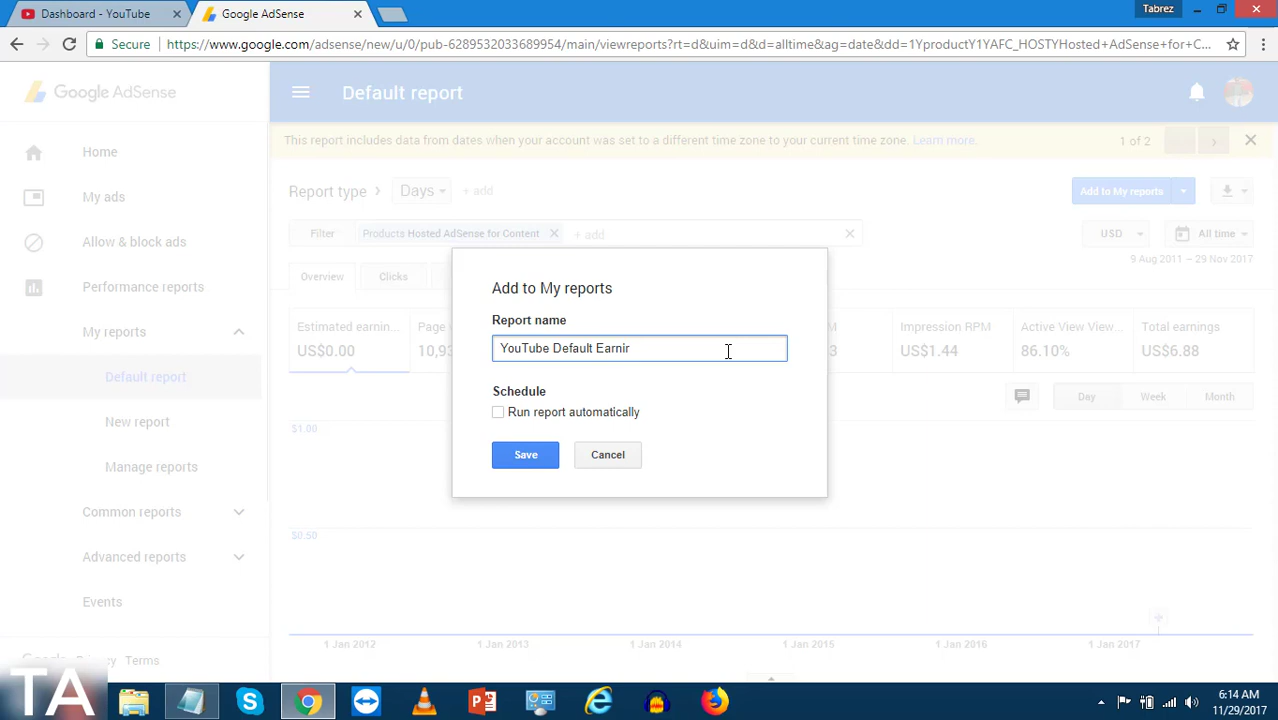 Dashboard - YouTube
Google AdSense
Tabrez
Secure
https://www.google.com/adsense/new/u/0/pub-6289532033689954/main/viewreports?rt=d&uim=d&d=alltime&ag=date&dd=1YproductY1YAFC_HOSTYHosted+AdSense+for+C...
Google AdSense
Default report
This report includes data from dates when your account was set to a different time zone to your current time zone. Learn more.
1 of 2
Home
My ads
Allow & block ads
Performance reports
My reports
Default report
New report
Manage reports
Common reports
Advanced reports
Events
Privacy Terms
Report type
Days
+ add
Add to My reports
Filter
Products Hosted AdSense for Content
+ add
USD
All time
9 Aug 2011 – 29 Nov 2017
Overview
Clicks
Estimated earnin...
US$0.00
Page
10,93
Impression RPM
US$1.44
Active View View...
86.10%
Total earnings
US$6.88
Day
Week
Month
$1.00
$0.50
1 Jan 2012
1 Jan 2013
1 Jan 2014
1 Jan 2015
1 Jan 2016
1 Jan 2017
Add to My reports
Report name
YouTube Default Earnir
Schedule
Run report automatically
Save
Cancel
TA
6:14 AM
11/29/2017